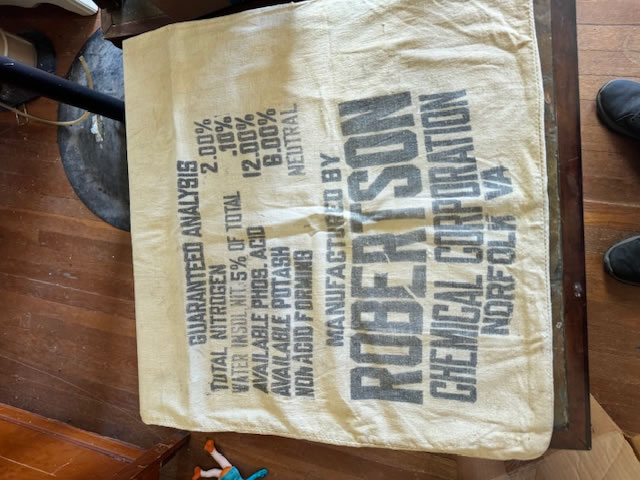 GUARANTEED ANALYSIS
TOTAL NITROGEN 2.00%
WATER INSOL. NIT. 5% OF TOTAL .10%
AVAILABLE PHOS. ACID 12.00%
AVAILABLE POTASH 6.00%
NON ACID FORMING NEUTRAL
MANUFACTURED BY
ROBERTSON
CHEMICAL CORPORATION
NORFOLK VA